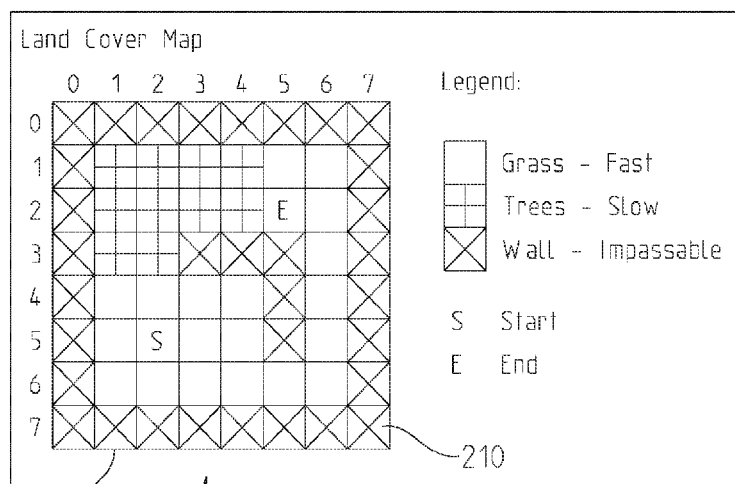 Land Cover Map
0 1 2 3 4 5 6 7
Legend:
0
1
2 E
3
4
5 S
6
7
Grass - Fast
Trees - Slow
Wall - Impassable
S Start
E End
210